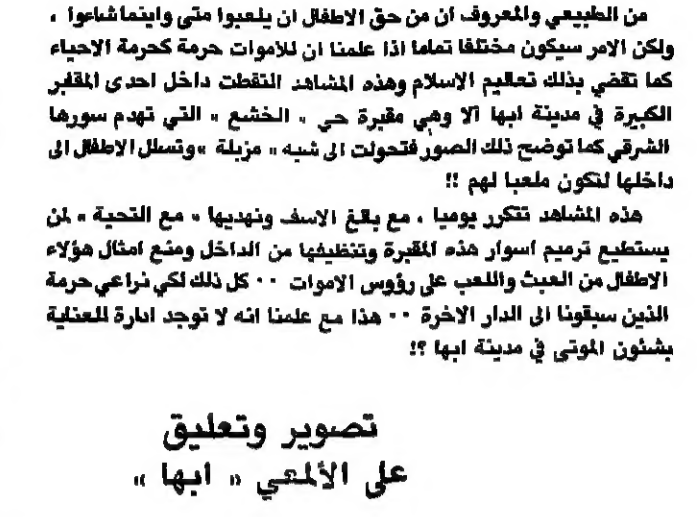 من الطبيعي والمعروف أن من حق الاطفال ان يلعبوا متى واينما شاءوا ،
ولكن الامر سيكون مختلفا تماما اذا علمنا ان للاموات حرمة كحرمة الاحياء
كما تقضي بذلك تعاليم الاسلام وهذه المشاهد التقطت داخل احدى المقابر
الكبيرة في مدينة ابها ألا وهي مقبرة حي « الخشع » التي تهدم سورها
الشرقي كما توضح ذلك الصور فتحولت الى شبه « مزبلة » وتسلل الاطفال الى
داخلها لتكون ملعبا لهم !!
هذه المشاهد تتكرر يوميا ، مع بالغ الاسف ونهديها « مع التحية » لمن
يستطيع ترميم اسوار هذه المقبرة وتنظيفها من الداخل ومنع امثال هؤلاء
الاطفال من العبث واللعب على رؤوس الاموات ·· كل ذلك لكي نراعي حرمة
الذين سبقونا الى الدار الاخرة ·· هذا مع علمنا انه لا توجد ادارة للعناية
بشئون الموتى في مدينة ابها ؟!
تصوير وتعليق
على الألمعي « ابها »